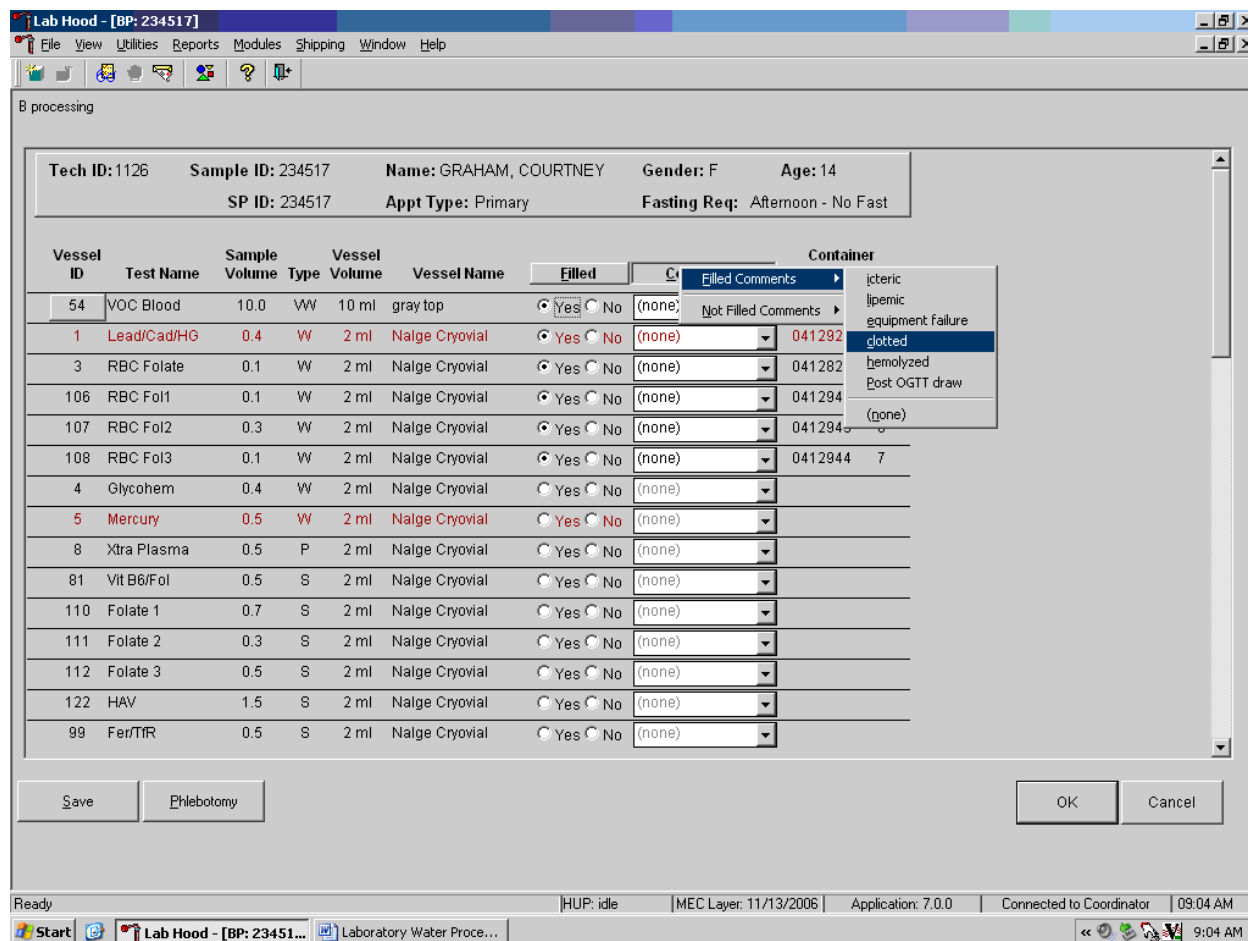 Lab Hood - [BP: 234517]
File View Utilities Reports Modules Shipping Window Help
B processing
Tech ID: 1126 Sample ID: 234517 Name: GRAHAM, COURTNEY Gender: F Age: 14
SP ID: 234517 Appt Type: Primary Fasting Req: Afternoon - No Fast
Vessel Sample Vessel Container
ID Test Name Volume Type Volume Vessel Name Filled
54 VOC Blood 10.0 VW 10 ml gray top Yes No (none)
1 Lead/Cad/HG 0.4 W 2 ml Nalge Cryovial Yes No (none) 041292
3 RBC Folate 0.1 W 2 ml Nalge Cryovial Yes No (none) 041282
106 RBC Fol1 0.1 W 2 ml Nalge Cryovial Yes No (none) 041294
107 RBC Fol2 0.3 W 2 ml Nalge Cryovial Yes No (none)
108 RBC Fol3 0.1 W 2 ml Nalge Cryovial Yes No (none) 0412944 7
4 Glycohem 0.4 W 2 ml Nalge Cryovial Yes No (none)
5 Mercury 0.5 W 2 ml Nalge Cryovial Yes No (none)
8 Xtra Plasma 0.5 P 2 ml Nalge Cryovial Yes No (none)
81 Vit B6/Fol 0.5 S 2 ml Nalge Cryovial Yes No (none)
110 Folate 1 0.7 S 2 ml Nalge Cryovial Yes No (none)
111 Folate 2 0.3 S 2 ml Nalge Cryovial Yes No (none)
112 Folate 3 0.5 S 2 ml Nalge Cryovial Yes No (none)
122 HAV 1.5 S 2 ml Nalge Cryovial Yes No (none)
99 Fer/TfR 0.5 S 2 ml Nalge Cryovial Yes No (none)
Filled Comments
Not Filled Comments
icteric
lipemic
equipment failure
clotted
hemolyzed
Post OGTT draw
(none)
Save Phlebotomy OK Cancel
Ready HUP: idle MEC Layer: 11/13/2006 Application: 7.0.0 Connected to Coordinator 09:04 AM
Start Lab Hood - [BP: 23451... Laboratory Water Proce... « 9:04 AM